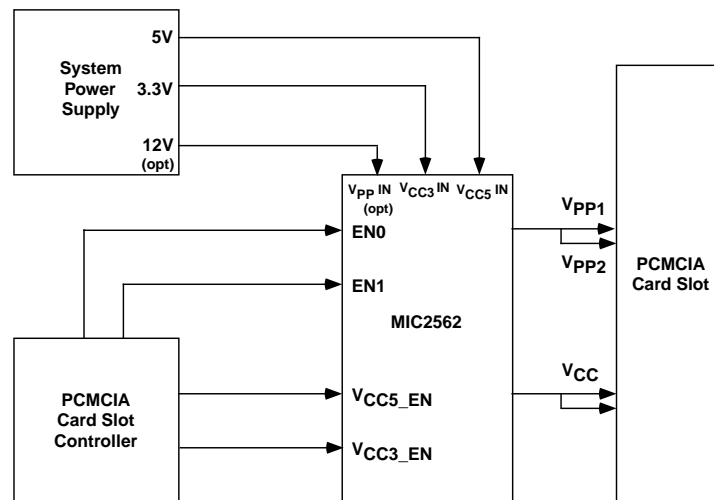 System
Power
Supply
5V
3.3V
12V
(opt)
VPP IN
(opt)
VCC3 IN
VCC5 IN
EN0
EN1
MIC2562
VCC5_EN
VCC3_EN
PCMCIA
Card Slot
Controller
VPP1
VPP2
VCC
PCMCIA
Card Slot